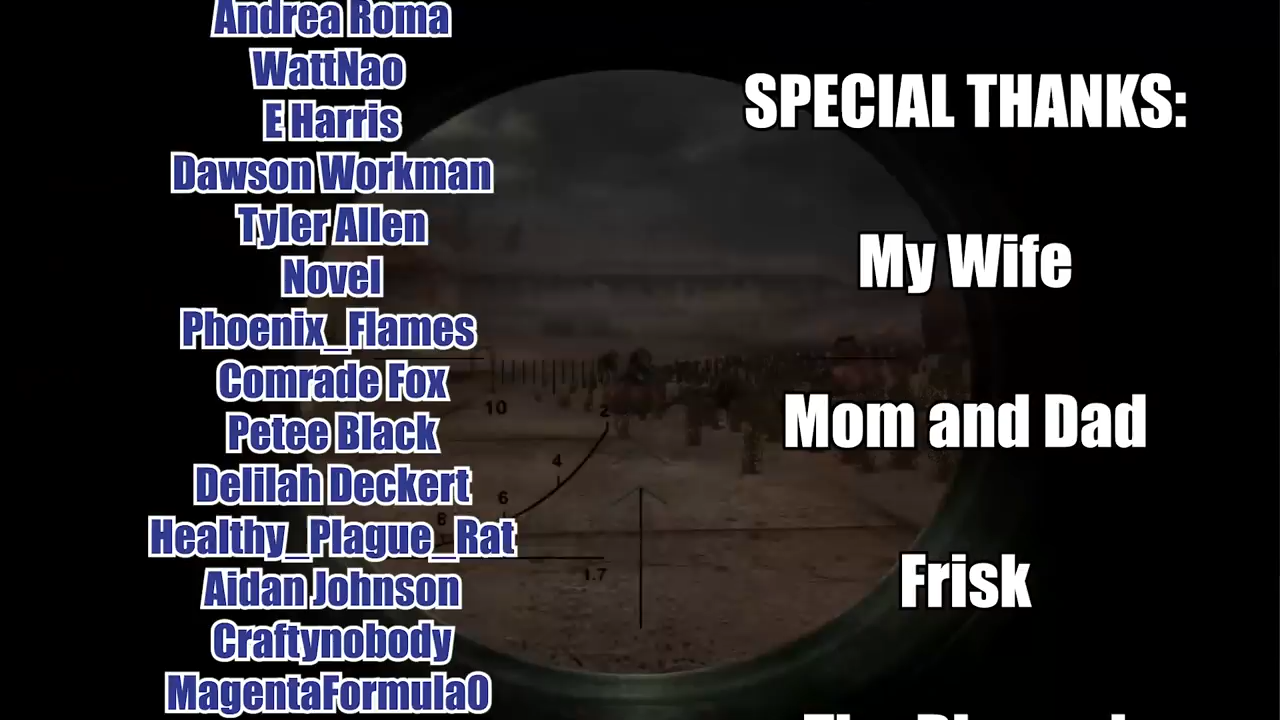 Andrea Roma
WattNao
E Harris
Dawson Workman
Tyler Allen
Novel
Phoenix_Flames
Comrade Fox
Petee Black
Delilah Deckert
Healthy_Plague_Rat
Aidan Johnson
Craftynobody
MagentaFormula0
SPECIAL THANKS:
My Wife
Mom and Dad
Frisk
10
2
4
6
8
1.7